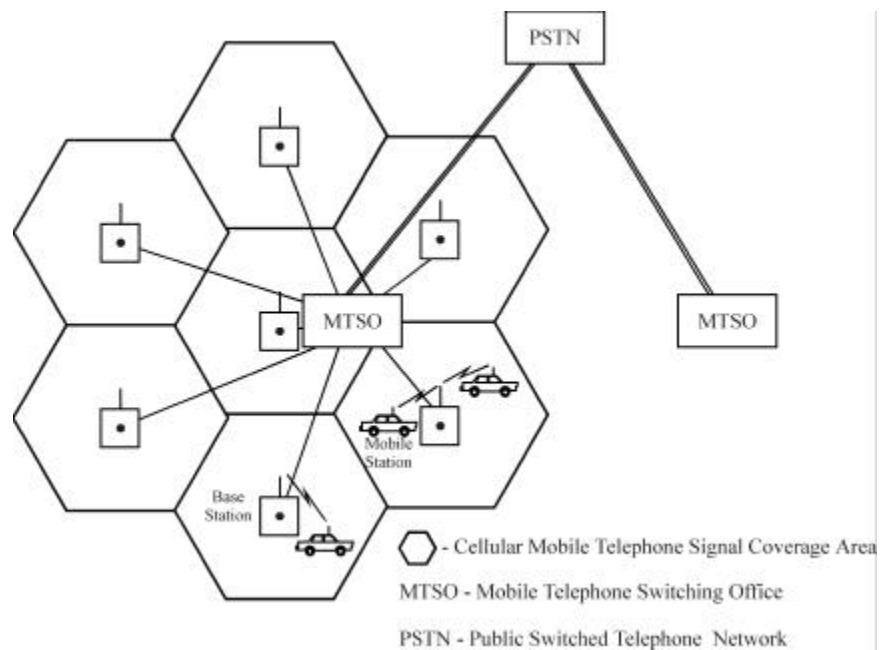 PSTN
MTSO
MTSO
Mobile
Station
Base
Station
- Cellular Mobile Telephone Signal Coverage Area
MTSO - Mobile Telephone Switching Office
PSTN - Public Switched Telephone Network